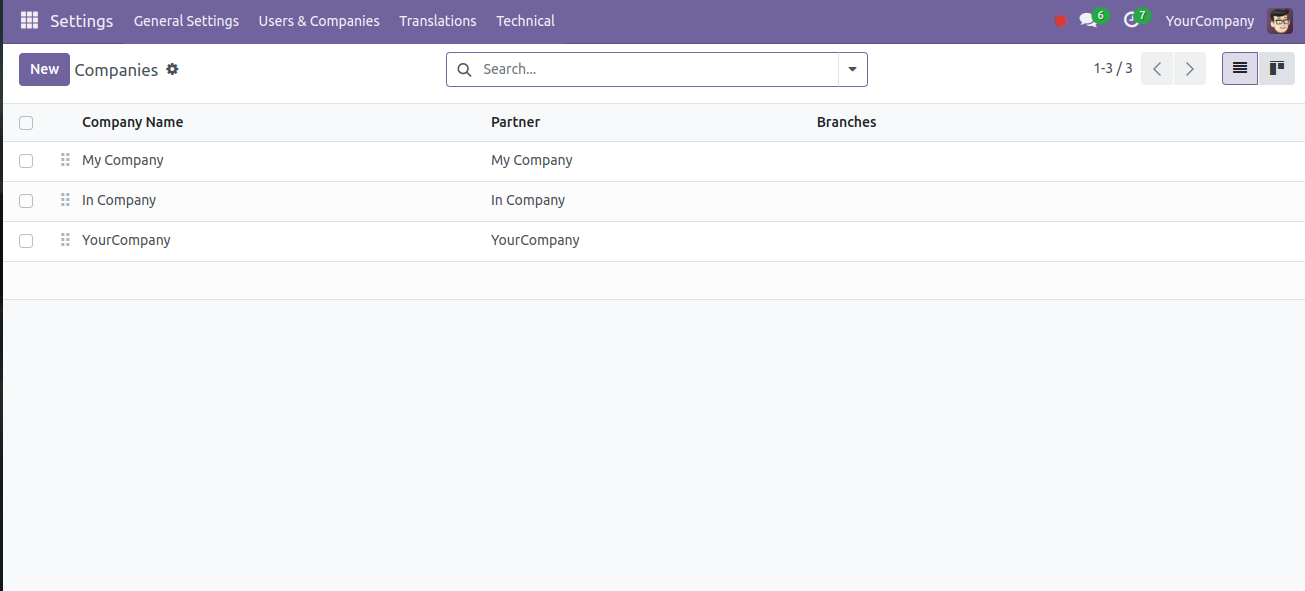 Settings General Settings Users & Companies Translations Technical 6 7 YourCompany
New Companies Search... 1-3 / 3
Company Name Partner Branches
My Company My Company
In Company In Company
YourCompany YourCompany